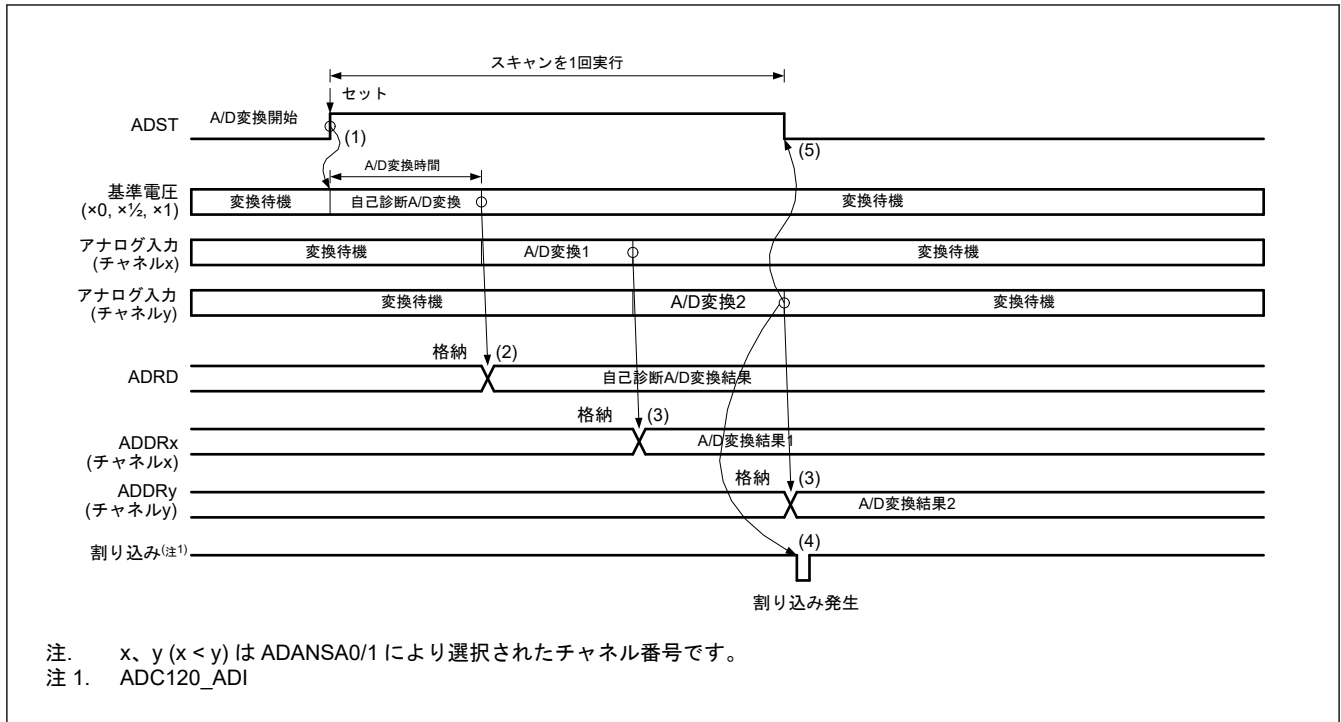 スキャンを1回実行
セット
ADST
A/D変換開始
(1)
(5)
A/D変換時間
基準電圧
(×0, ×½, ×1)
変換待機
自己診断A/D変換
変換待機
アナログ入力
(チャネルx)
変換待機
A/D変換1
変換待機
アナログ入力
(チャネルy)
変換待機
A/D変換2
変換待機
格納
(2)
ADRD
自己診断A/D変換結果
格納
(3)
ADDRx
(チャネルx)
A/D変換結果1
格納
(3)
ADDRy
(チャネルy)
A/D変換結果2
割り込み(注1)
(4)
割り込み発生
注. x、y (x < y) は ADANSA0/1 により選択されたチャネル番号です。
注 1. ADC120_ADI